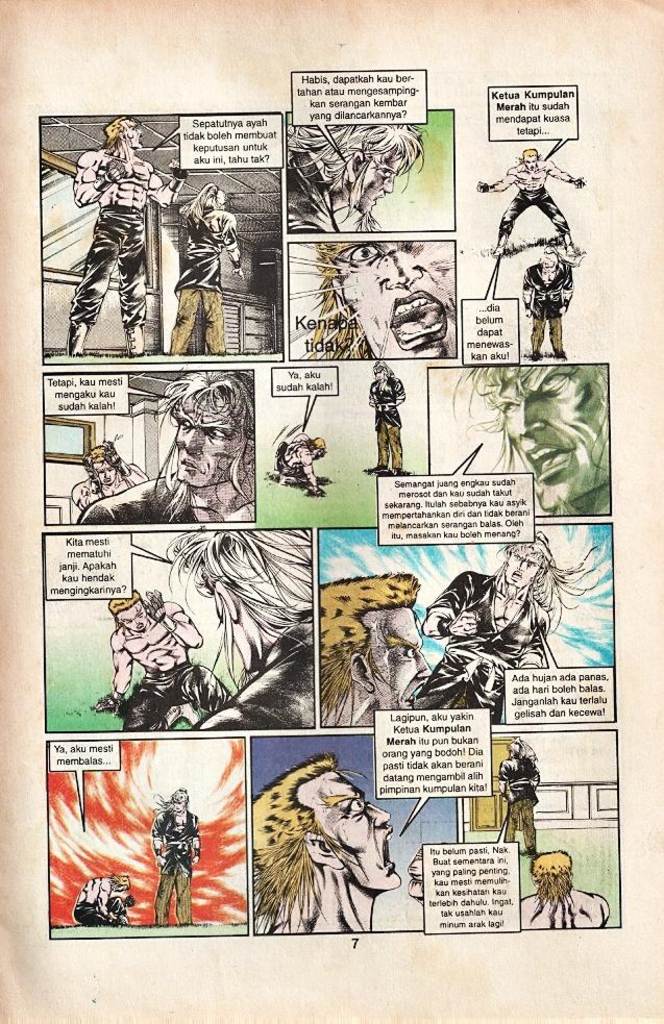 Sepatutnya ayah
tidak boleh membuat
keputusan untuk
aku ini, tahu tak?
Habis, dapatkah kau ber-
tahan atau mengesamping-
kan serangan kembar
yang dilancarkannya?
Kenapa
tidak?
Ketua Kumpulan
Merah itu sudah
mendapat kuasa
tetapi...
...dia
belum
dapat
menewas-
kan aku!
Tetapi, kau mesti
mengaku kau
sudah kalah!
Ya, aku
sudah kalah!
Semangat juang engkau sudah
merosot dan kau sudah takut
sekarang. Itulah sebabnya kau asyik
mempertahankan diri dan tidak berani
melancarkan serangan balas. Oleh
itu, masakan kau boleh menang?
Kita mesti
mematuhi
janji. Apakah
kau hendak
mengingkarinya?
Ada hujan ada panas,
ada hari boleh balas.
Janganlah kau terlalu
gelisah dan kecewa!
Ya, aku mesti
membalas...
Lagipun, aku yakin
Ketua Kumpulan
Merah itu pun bukan
orang yang bodoh! Dia
pasti tidak akan berani
datang mengambil alih
pimpinan kumpulan kita!
Itu belum pasti, Nak.
Buat sementara ini,
yang paling penting,
kau mesti memulih-
kan kesihatan kau
terlebih dahulu. Ingat,
tak usahlah kau
minum arak lagi!
7